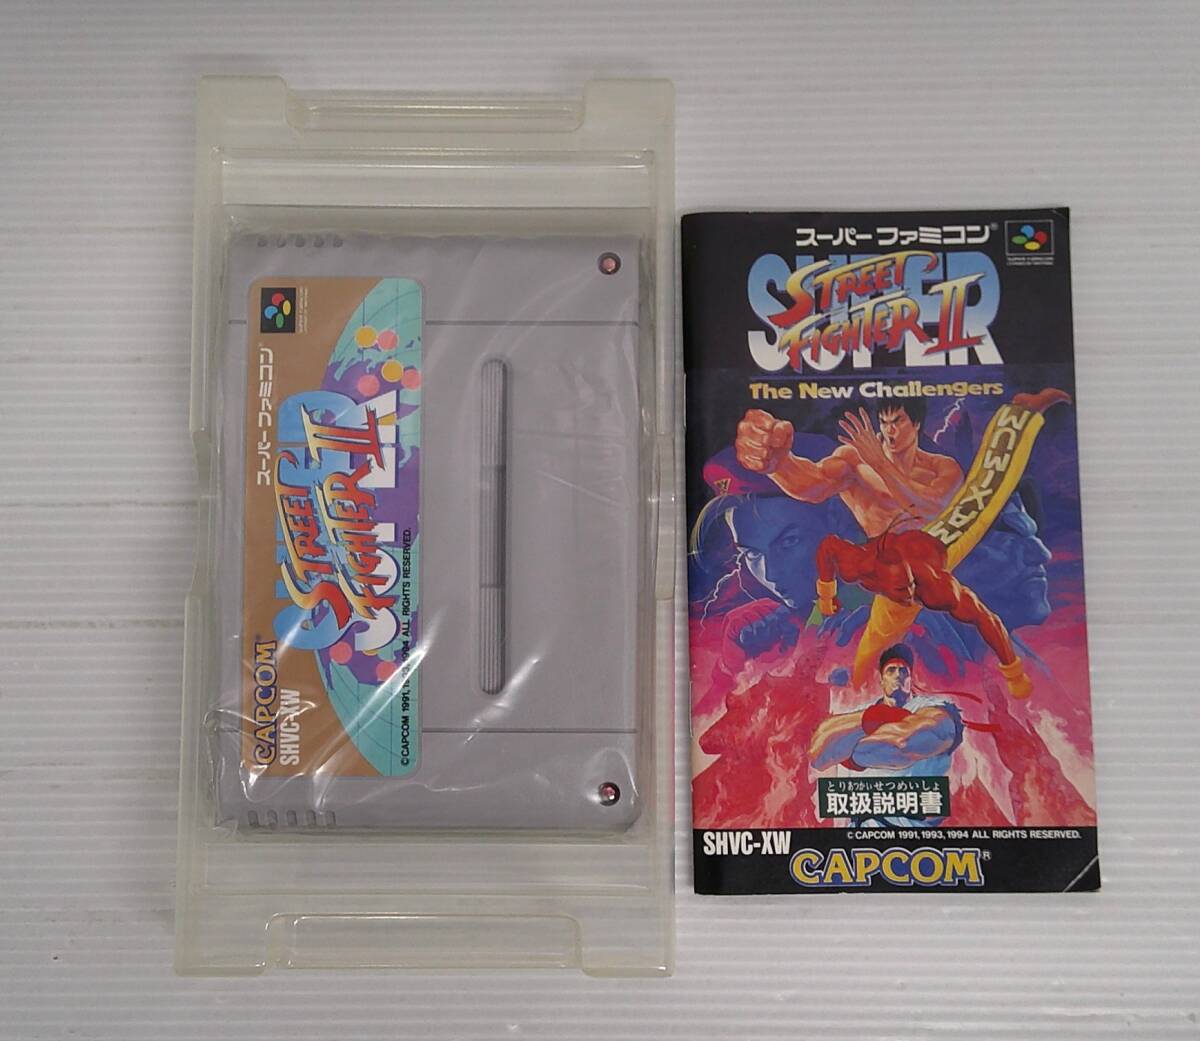 スーパーファミコン®
SUPER
STREET
FIGHTER II
CAPCOM®
SHVC-XW
©CAPCOM 1991,1993,1994 ALL RIGHTS RESERVED.
スーパーファミコン®
SUPER
STREET
FIGHTER II
The New Challengers
とりあつかいせつめいしょ
取扱説明書
SHVC-XW
© CAPCOM 1991,1993,1994 ALL RIGHTS RESERVED.
CAPCOM®